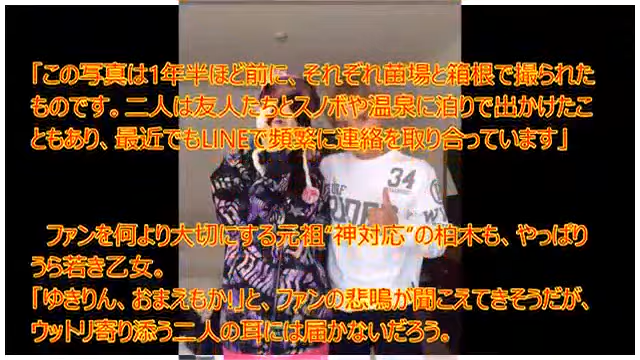 「この写真は1年半ほど前に、それぞれ苗場と箱根で撮られた
ものです。二人は友人たちとスノボや温泉に泊りで出かけたこ
ともあり、最近でもLINEで頻繁に連絡を取り合っています」
ファンを何より大切にする元祖“神対応“の柏木も、やっぱり
うら若き乙女。
「ゆきりん、おまえもか!」と、ファンの悲鳴が聞こえてきそうだが、
ウットリ寄り添う二人の耳には届かないだろう。
34